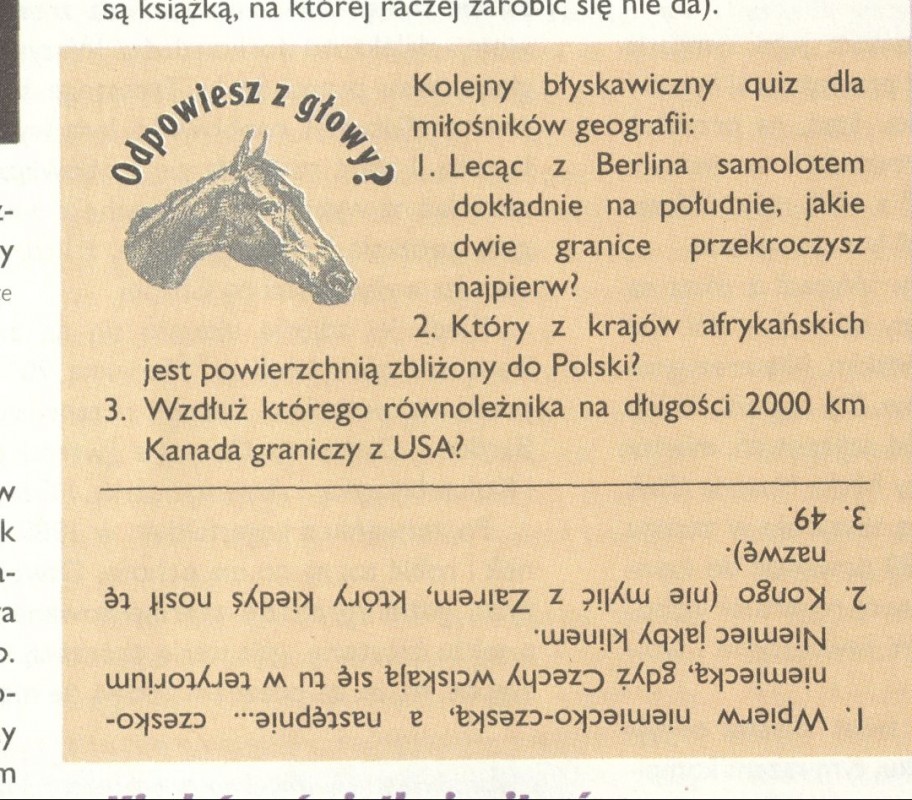 są książką, na której raczej zarobić się nie da).
Odpowiesz z głowy?
Kolejny błyskawiczny quiz dla
miłośników geografii:
1. Lecąc z Berlina samolotem
dokładnie na południe, jakie
dwie granice przekroczysz
najpierw?
2. Który z krajów afrykańskich
jest powierzchnią zbliżony do Polski?
3. Wzdłuż którego równoleżnika na długości 2000 km
Kanada graniczy z USA?
1. Wpierw niemiecko-czeską, a następnie... czesko-
niemiecką, gdyż Czechy wciskają się tu w terytorium
Niemiec jakby klinem.
2. Kongo (nie mylić z Zairem, który kiedyś nosił tę
nazwę).
3. 49.